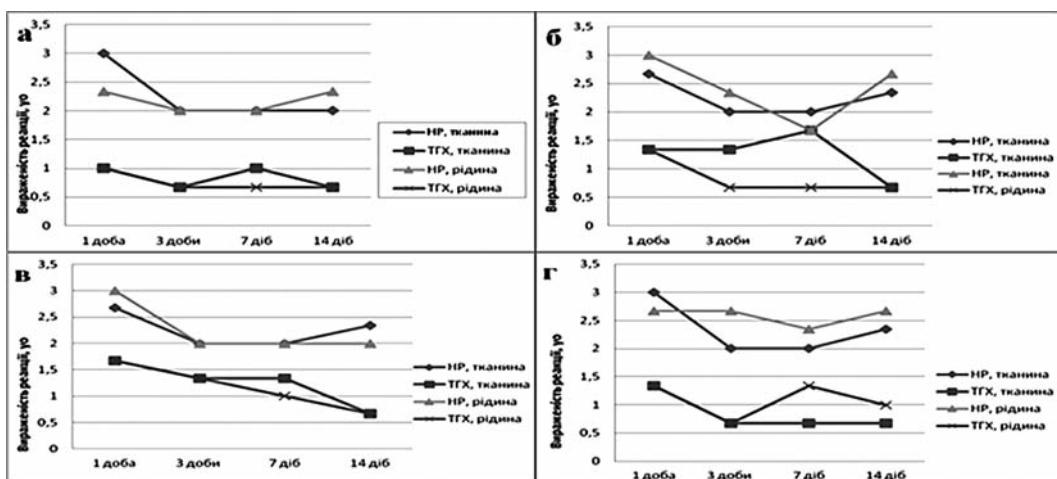 а
Вираженість реакції, уо
3,5
3
2,5
2
1,5
1
0,5
0
1 доба 3 доби 7 діб 14 діб
НР, тканина
ТГХ, тканина
НР, рідина
ТГХ, рідина
б
Вираженість реакції, уо
3,5
3
2,5
2
1,5
1
0,5
0
1 доба 3 доби 7 діб 14 діб
НР, тканина
ТГХ, тканина
НР, тканина
ТГХ, рідина
в
Вираженість реакції, уо
3,5
3
2,5
2
1,5
1
0,5
0
1 доба 3 доби 7 діб 14 діб
НР, тканина
ТГХ, тканина
НР, рідина
ТГХ, рідина
г
Вираженість реакції, уо
3,5
3
2,5
2
1,5
1
0,5
0
1 доба 3 доби 7 діб 14 діб
НР, тканина
ТГХ, тканина
НР, рідина
ТГХ, рідина